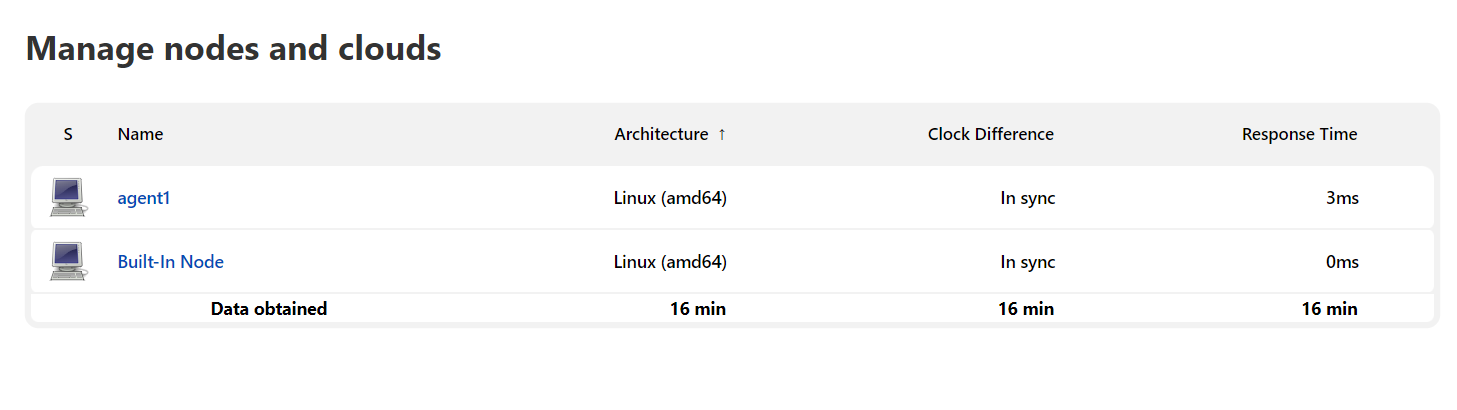 Manage nodes and clouds
S Name Architecture ↑ Clock Difference Response Time
agent1 Linux (amd64) In sync 3ms
Built-In Node Linux (amd64) In sync 0ms
Data obtained 16 min 16 min 16 min